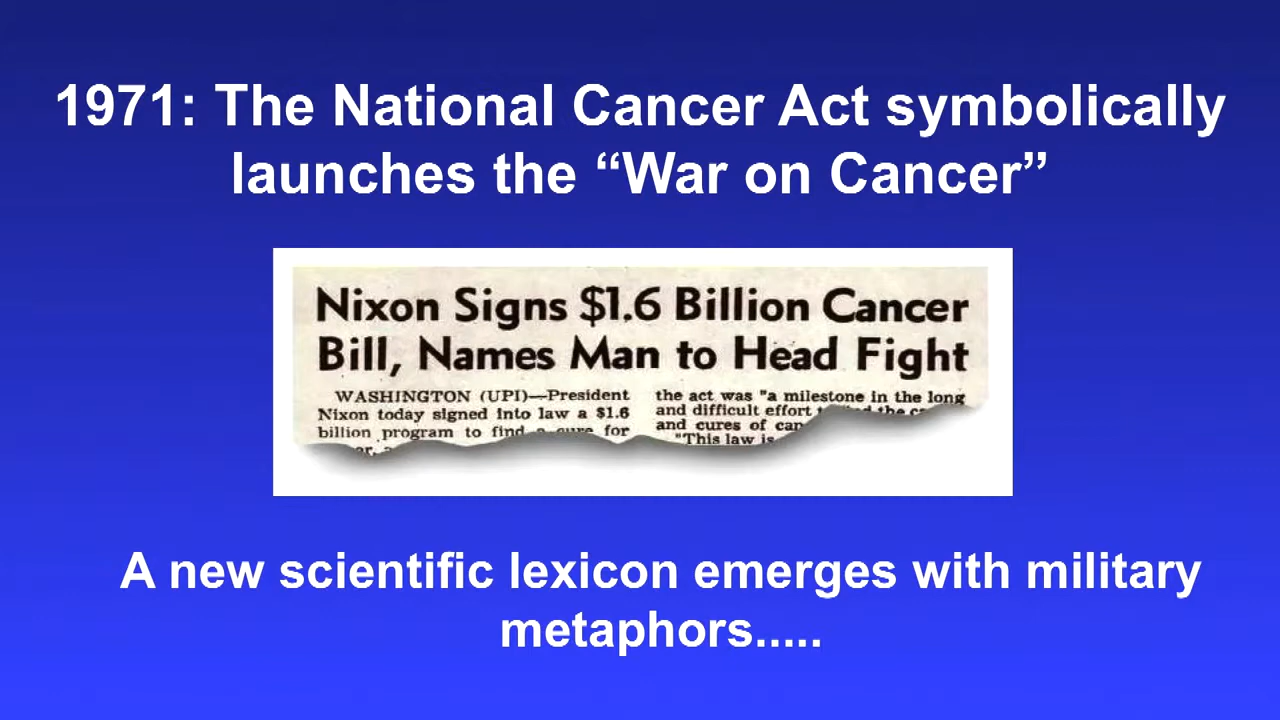 1971: The National Cancer Act symbolically
launches the “War on Cancer”
Nixon Signs $1.6 Billion Cancer
Bill, Names Man to Head Fight
WASHINGTON (UPI)—President
Nixon today signed into law a $1.6
billion program to find a cure for
the act was "a milestone in the long
and difficult effort
and cures of
"This law is
A new scientific lexicon emerges with military
metaphors.....